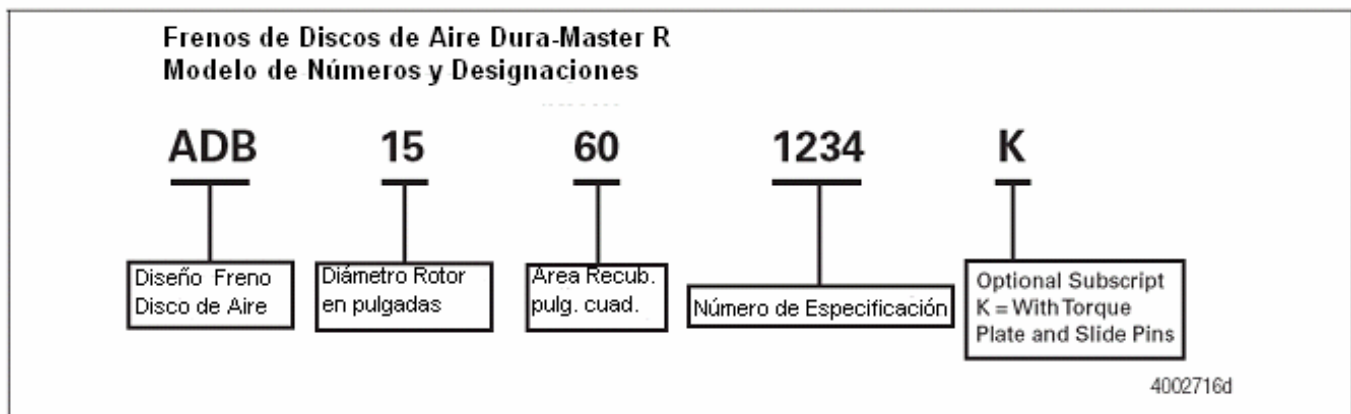 Frenos de Discos de Aire Dura-Master R
Modelo de Números y Designaciones
ADB 15 60 1234 K
Diseño Freno
Disco de Aire
Diámetro Rotor
en pulgadas
Area Recub.
pulg. cuad.
Número de Especificación
Optional Subscript
K = With Torque
Plate and Slide Pins
4002716d